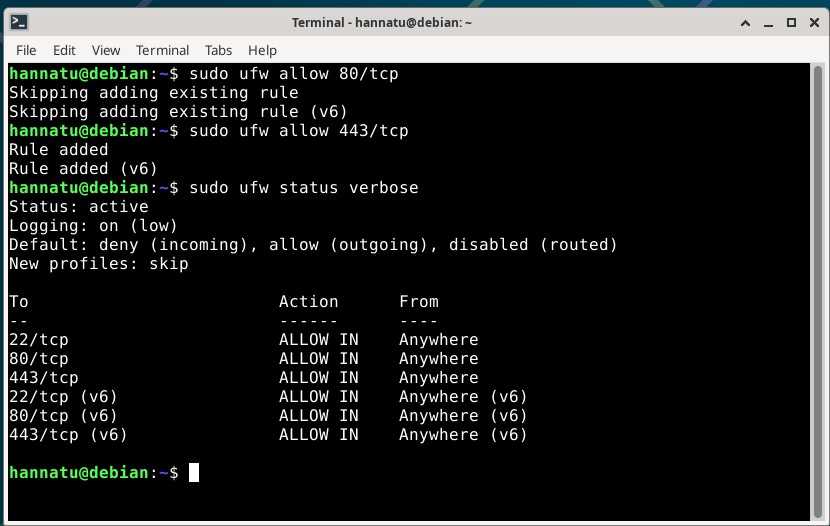 Terminal - hannatu@debian: ~
File Edit View Terminal Tabs Help
hannatu@debian:~$ sudo ufw allow 80/tcp
Skipping adding existing rule
Skipping adding existing rule (v6)
hannatu@debian:~$ sudo ufw allow 443/tcp
Rule added
Rule added (v6)
hannatu@debian:~$ sudo ufw status verbose
Status: active
Logging: on (low)
Default: deny (incoming), allow (outgoing), disabled (routed)
New profiles: skip

To                         Action      From
--                         ------      ----
22/tcp                     ALLOW IN    Anywhere
80/tcp                     ALLOW IN    Anywhere
443/tcp                    ALLOW IN    Anywhere
22/tcp (v6)                ALLOW IN    Anywhere (v6)
80/tcp (v6)                ALLOW IN    Anywhere (v6)
443/tcp (v6)               ALLOW IN    Anywhere (v6)

hannatu@debian:~$